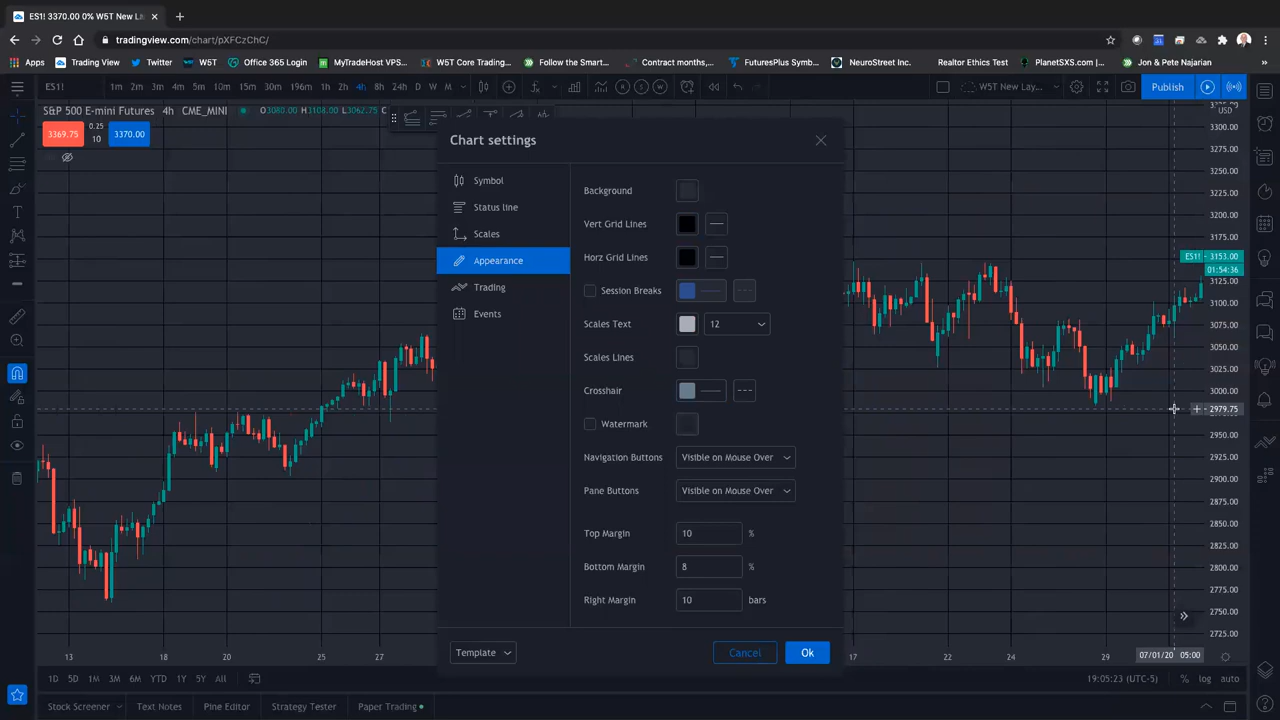 ES1! 3370.00 0% W5T New La
tradingview.com/chart/pXFCzChC/
Apps Trading View Twitter W5T Office 365 Login MyTradeHost VPS... W5T Core Trading... Follow the Smart... Contract months,... FuturesPlus Symb... NeuroStreet Inc. Realtor Ethics Test PlanetSXS.com Jon & Pete Najarian »
ES1! 1m 2m 3m 4m 5m 10m 15m 30m 196m 1h 2h 4h 8h 24h D W M W5T New Lay... Publish
S&P 500 E-mini Futures 4h CME_MINI O3080.00 H3108.00 L3062.75
3369.75 0.25 10 3370.00
USD
Chart settings
Symbol
Status line
Scales
Appearance
Trading
Events
Background
Vert Grid Lines
Horz Grid Lines
Session Breaks
Scales Text 12
Scales Lines
Crosshair
Watermark
Navigation Buttons Visible on Mouse Over
Pane Buttons Visible on Mouse Over
Top Margin 10 %
Bottom Margin 8 %
Right Margin 10 bars
Template Cancel Ok
3300.00
3275.00
3250.00
3225.00
3200.00
3175.00
ES1! 3153.00
01:54:36
3125.00
3100.00
3075.00
3050.00
3025.00
3000.00
2979.75
2950.00
2925.00
2900.00
2875.00
2850.00
2825.00
2800.00
2775.00
2750.00
2725.00
13 18 20 25 27 17 22 24 29 07/01/20 05:00
1D 5D 1M 3M 6M YTD 1Y 5Y All 19:05:23 (UTC-5) % log auto
Stock Screener Text Notes Pine Editor Strategy Tester Paper Trading